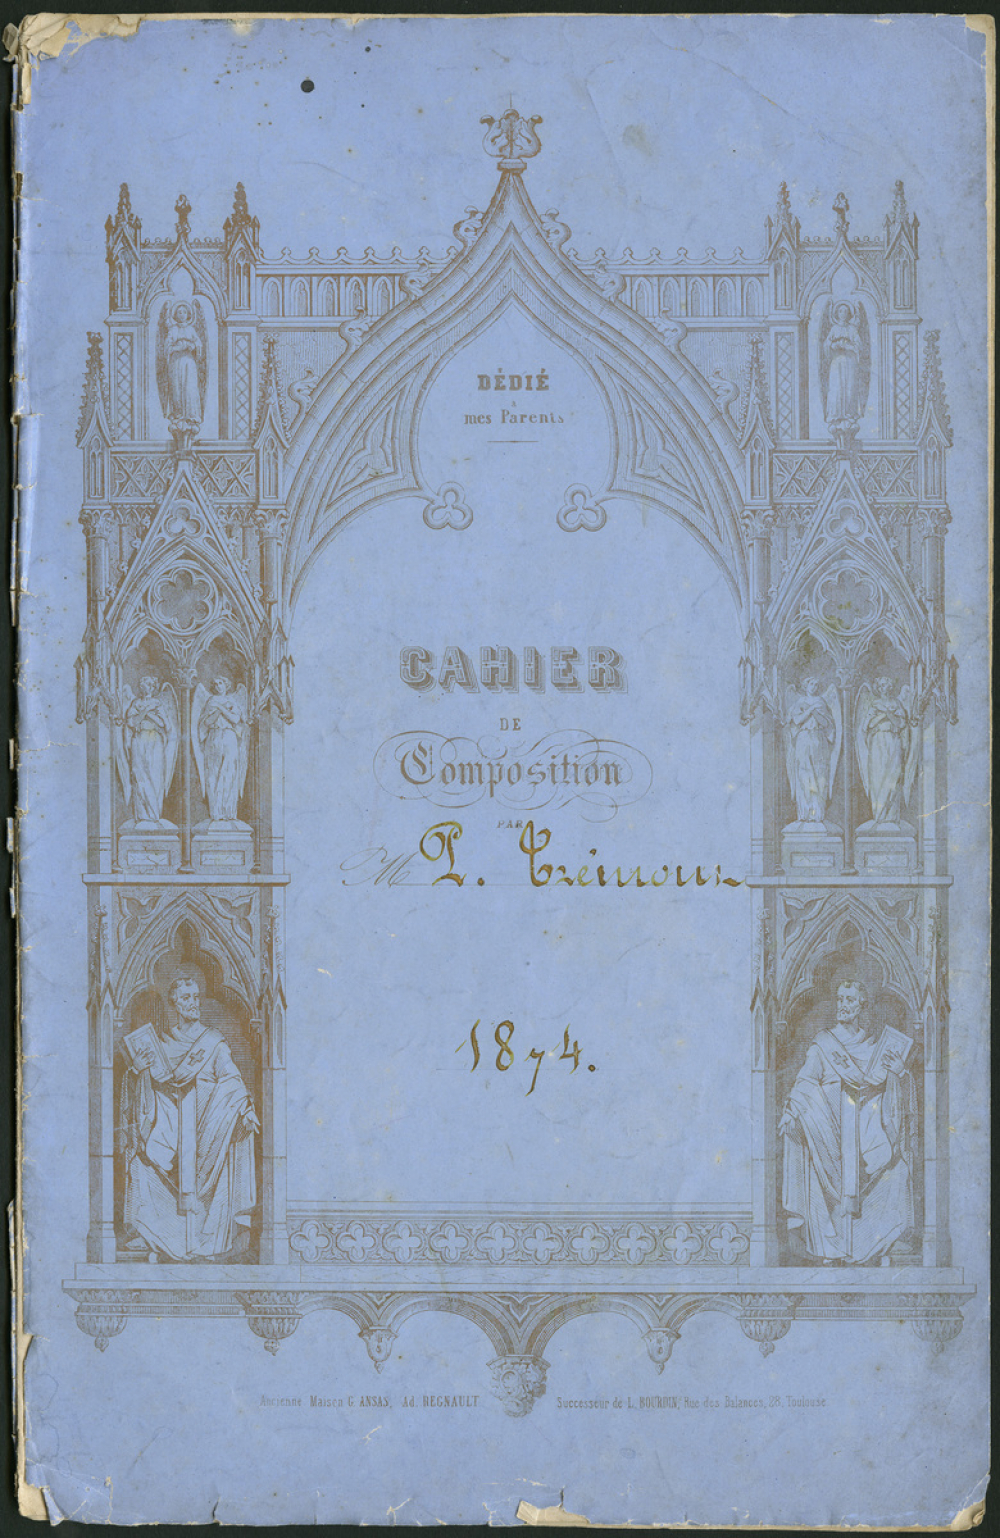 DÉDIÉ
à
mes Parents
CAHIER
DE
Composition
PAR
M L. Trémoux
1874.
Ancienne Maison G. ANSAS, Ad. REGNAULT Successeur de L. BOURDIN, Rue des Balances, 28, Toulouse